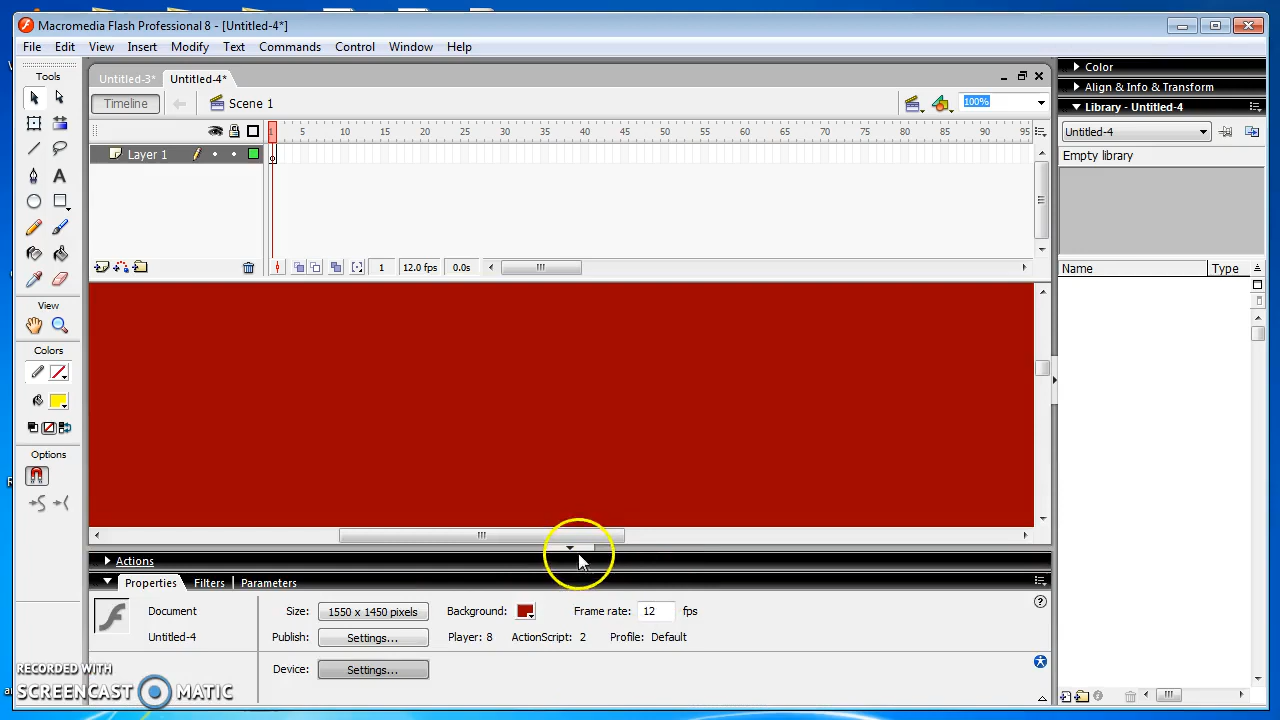 Macromedia Flash Professional 8 - [Untitled-4*]
File Edit View Insert Modify Text Commands Control Window Help
Tools
Untitled-3* Untitled-4*
Timeline Scene 1 100%
1 5 10 15 20 25 30 35 40 45 50 55 60 65 70 75 80 85 90 95
Layer 1
1 12.0 fps 0.0s
View
Colors
Options
Color
Align & Info & Transform
Library - Untitled-4
Untitled-4
Empty library
Name Type
Actions
Properties Filters Parameters
Document Size: 1550 x 1450 pixels Background: Frame rate: 12 fps
Untitled-4 Publish: Settings... Player: 8 ActionScript: 2 Profile: Default
Device: Settings...
RECORDED WITH
SCREENCAST MATIC